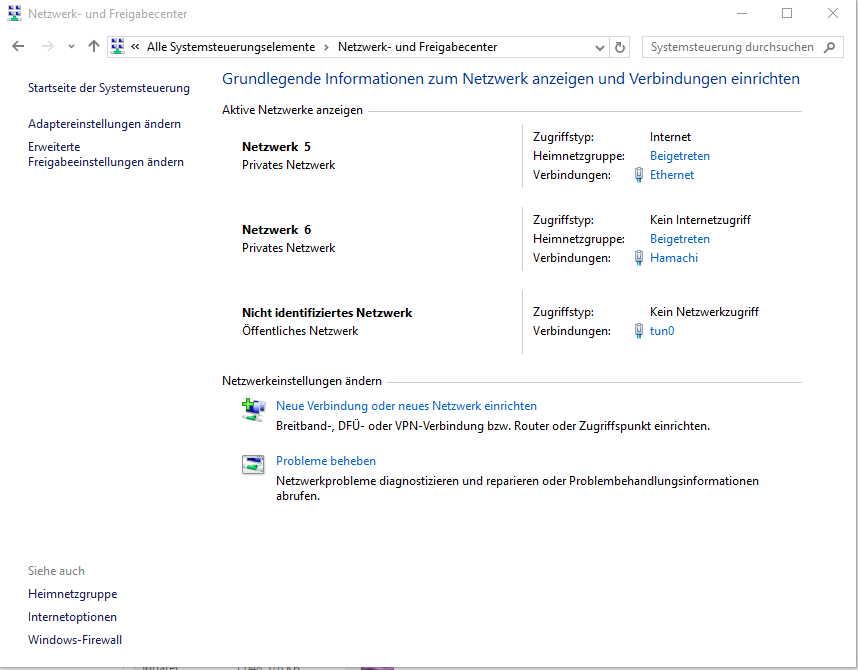 Netzwerk- und Freigabecenter
« Alle Systemsteuerungselemente › Netzwerk- und Freigabecenter
Systemsteuerung durchsuchen
Startseite der Systemsteuerung
Adaptereinstellungen ändern
Erweiterte
Freigabeeinstellungen ändern
Grundlegende Informationen zum Netzwerk anzeigen und Verbindungen einrichten
Aktive Netzwerke anzeigen
Netzwerk 5
Privates Netzwerk
Zugriffstyp: Internet
Heimnetzgruppe: Beigetreten
Verbindungen: Ethernet
Netzwerk 6
Privates Netzwerk
Zugriffstyp: Kein Internetzugriff
Heimnetzgruppe: Beigetreten
Verbindungen: Hamachi
Nicht identifiziertes Netzwerk
Öffentliches Netzwerk
Zugriffstyp: Kein Netzwerkzugriff
Verbindungen: tun0
Netzwerkeinstellungen ändern
Neue Verbindung oder neues Netzwerk einrichten
Breitband-, DFÜ- oder VPN-Verbindung bzw. Router oder Zugriffspunkt einrichten.
Probleme beheben
Netzwerkprobleme diagnostizieren und reparieren oder Problembehandlungsinformationen
abrufen.
Siehe auch
Heimnetzgruppe
Internetoptionen
Windows-Firewall